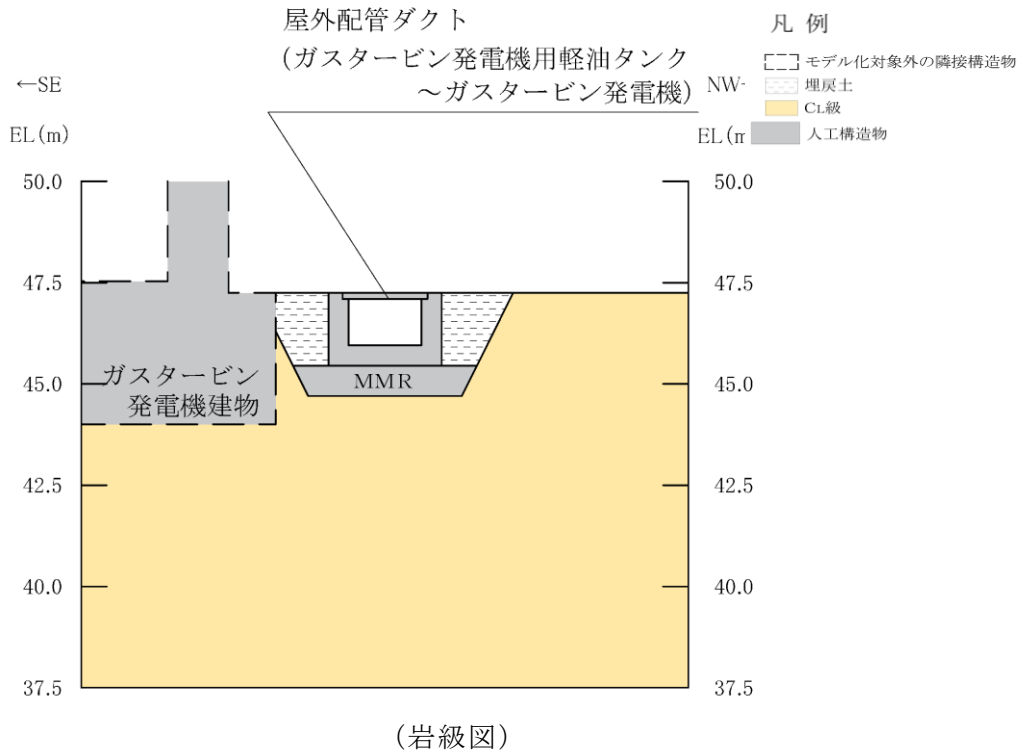 屋外配管ダクト
(ガスタービン発電機用軽油タンク
～ガスタービン発電機)
凡 例
モデル化対象外の隣接構造物
埋戻土
CL級
人工構造物
←SE
NW-
EL(m)
EL(m
50.0
50.0
47.5
47.5
45.0
45.0
ガスタービン
発電機建物
MMR
42.5
42.5
40.0
40.0
37.5
37.5
(岩級図)